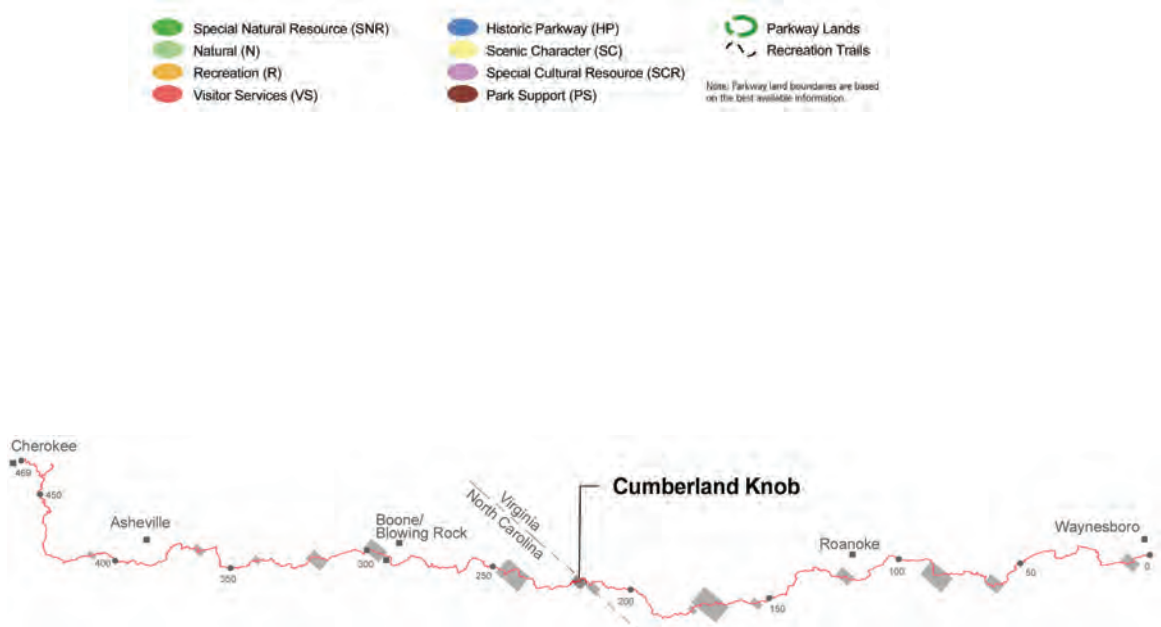 Special Natural Resource (SNR)
Natural (N)
Recreation (R)
Visitor Services (VS)
Historic Parkway (HP)
Scenic Character (SC)
Special Cultural Resource (SCR)
Park Support (PS)
Parkway Lands
Recreation Trails
Note: Parkway land boundaries are based
on the best available information.
Cherokee
469
450
Asheville
400
350
Boone/
Blowing Rock
300
250
Virginia
North Carolina
Cumberland Knob
200
150
Roanoke
100
50
Waynesboro
0